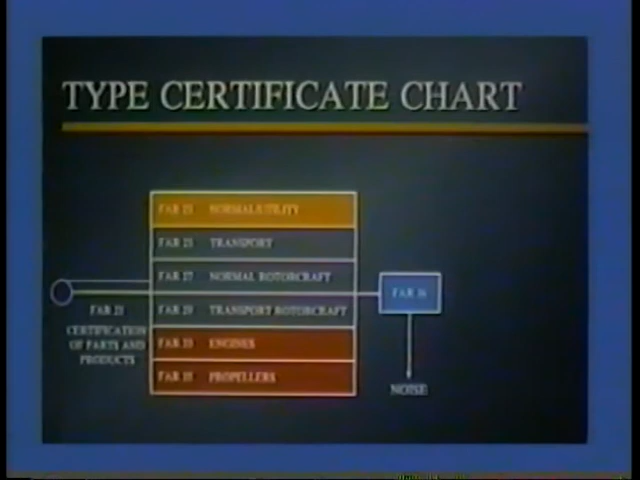 TYPE CERTIFICATE CHART
FAR 23 NORMAL/UTILITY
FAR 25 TRANSPORT
FAR 27 NORMAL ROTORCRAFT
FAR 29 TRANSPORT ROTORCRAFT
FAR 33 ENGINES
FAR 35 PROPELLERS
FAR 21
CERTIFICATION
OF PARTS AND
PRODUCTS
FAR 36
NOISE